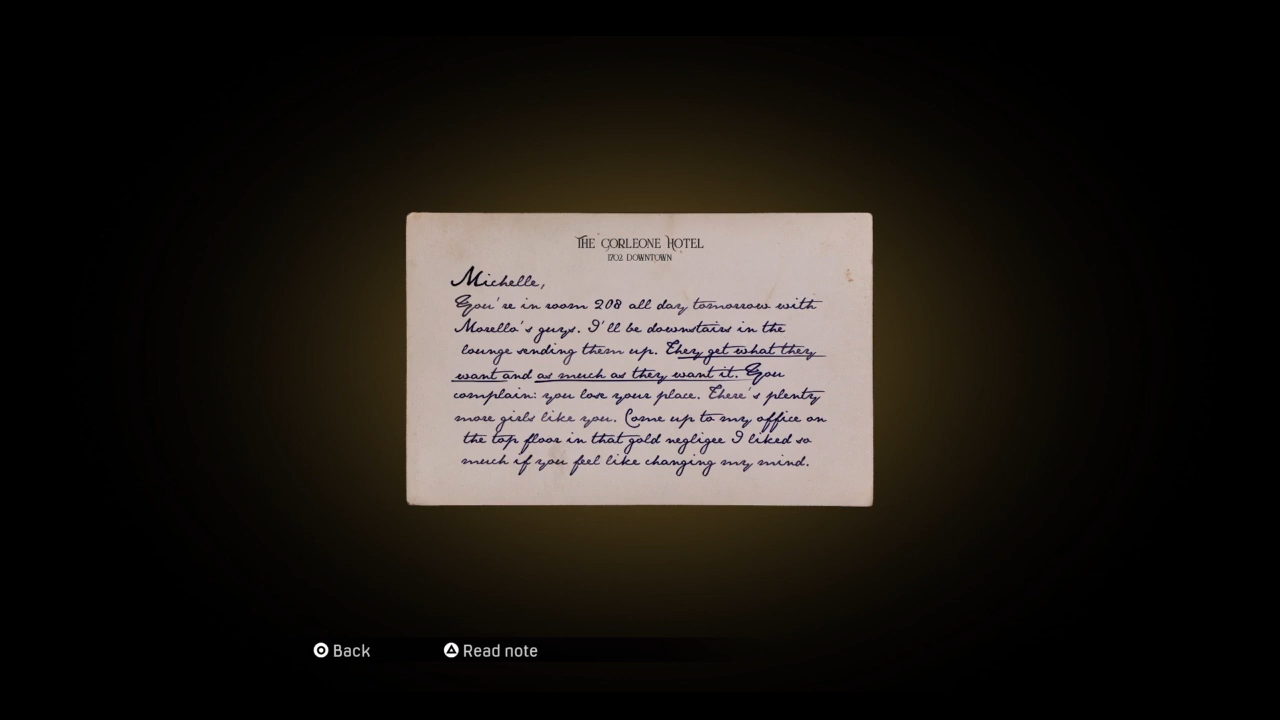 THE CORLEONE HOTEL
1702 DOWNTOWN
Michelle,
You're in room 208 all day tomorrow with
Morello's guys. I'll be downstairs in the
lounge sending them up. They get what they
want and as much as they want it. You
complain: you lose your place. There's plenty
more girls like you. Come up to my office on
the top floor in that gold negligee I liked so
much if you feel like changing my mind.
Back
Read note